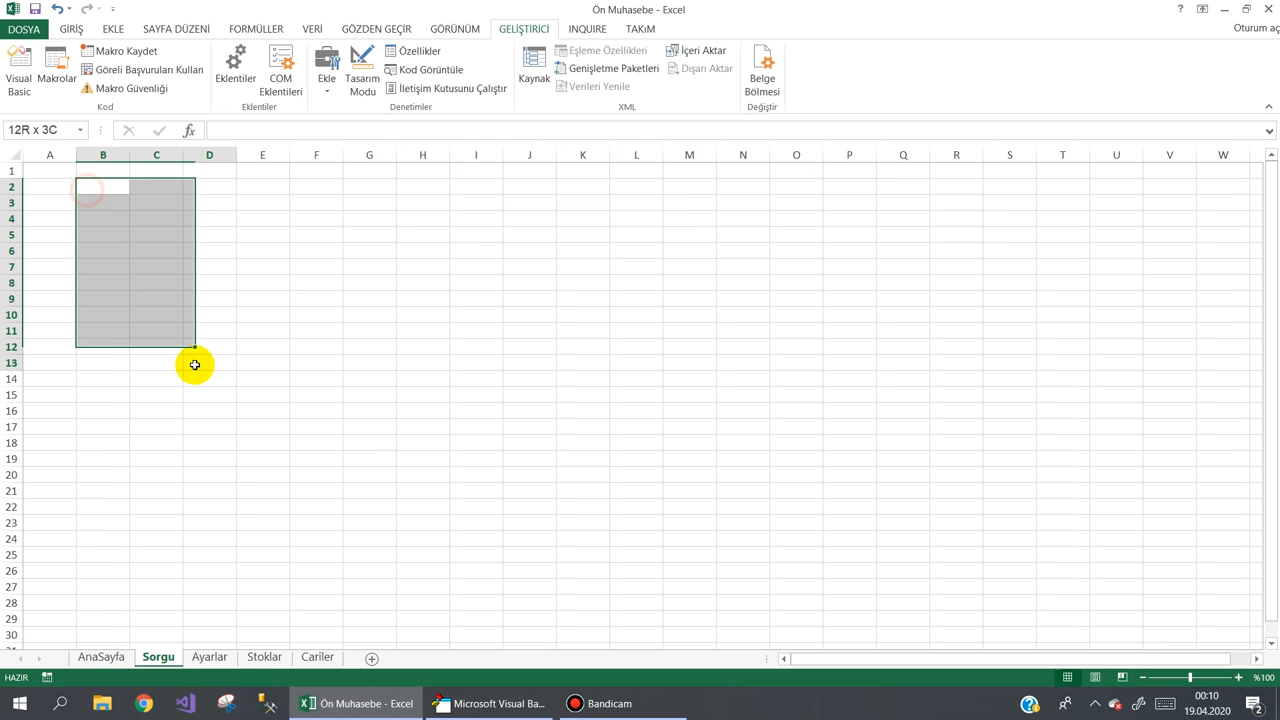 Ön Muhasebe - Excel
?
DOSYA GİRİŞ EKLE SAYFA DÜZENİ FORMÜLLER VERİ GÖZDEN GEÇİR GÖRÜNÜM GELİŞTİRİCİ INQUIRE TAKIM
Oturum aç
Visual Basic
Makrolar
Makro Kaydet
Göreli Başvuruları Kullan
Makro Güvenliği
Kod
Eklentiler
COM Eklentileri
Eklentiler
Ekle
Tasarım Modu
Özellikler
Kod Görüntüle
İletişim Kutusunu Çalıştır
Denetimler
Kaynak
Eşleme Özellikleri
Genişletme Paketleri
Verileri Yenile
İçeri Aktar
Dışarı Aktar
XML
Belge Bölmesi
Değiştir
12R x 3C
fx
A B C D E F G H I J K L M N O P Q R S T U V W
1
2
3
4
5
6
7
8
9
10
11
12
13
14
15
16
17
18
19
20
21
22
23
24
25
26
27
28
29
30
AnaSayfa Sorgu Ayarlar Stoklar Cariler
HAZIR
%100
Ön Muhasebe - Excel
Microsoft Visual Ba...
Bandicam
00:10
19.04.2020
2